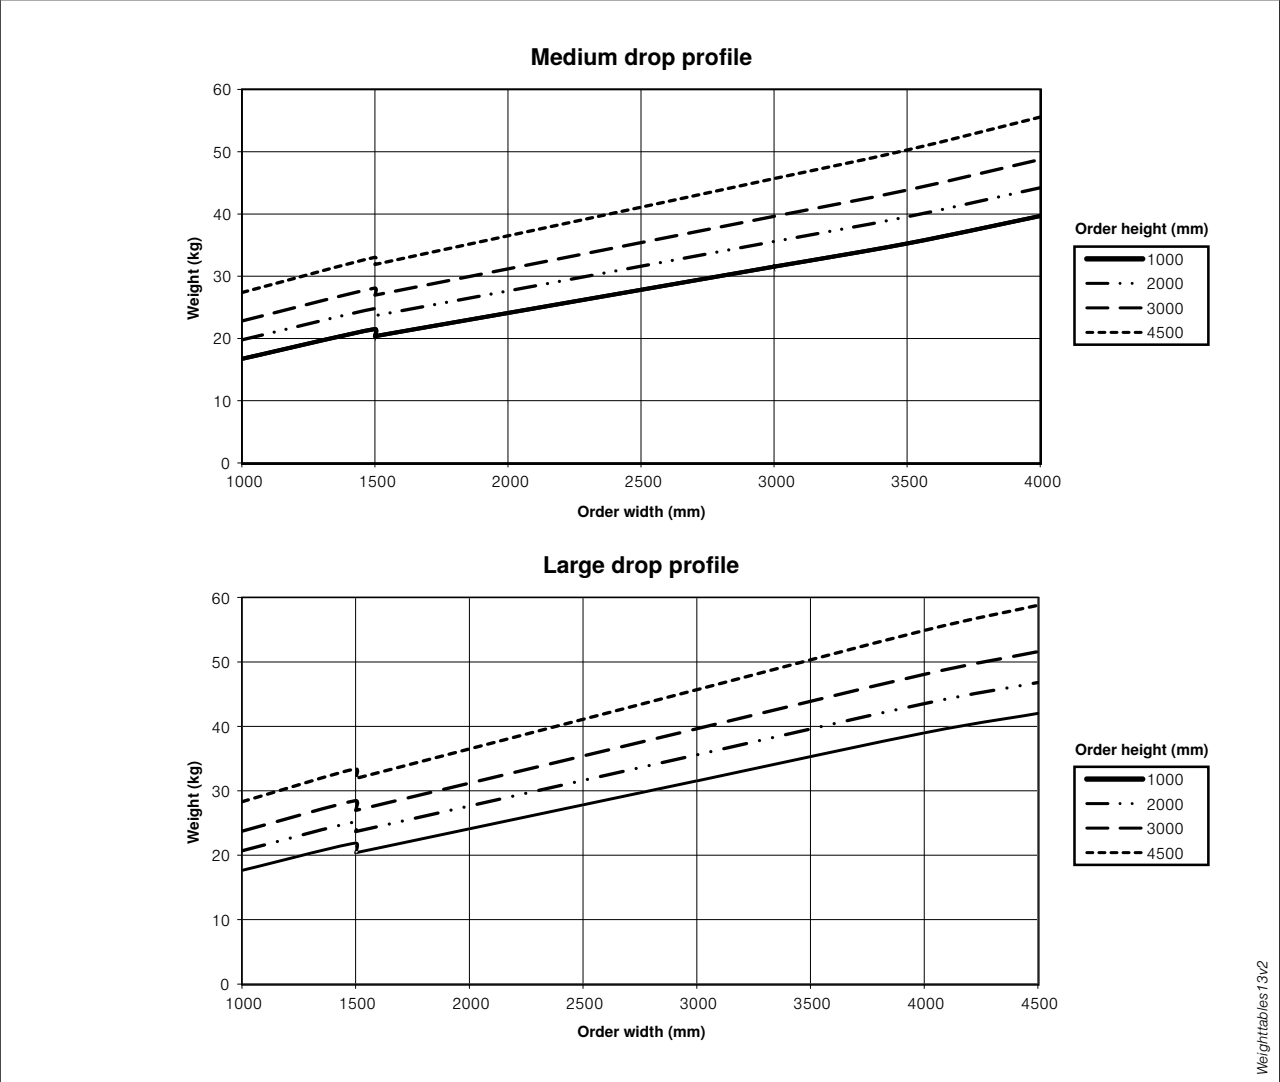 Medium drop profile
60
50
40
30
20
10
0
Weight (kg)
1000 1500 2000 2500 3000 3500 4000
Order width (mm)
Order height (mm)
1000
2000
3000
4500
Large drop profile
60
50
40
30
20
10
0
Weight (kg)
1000 1500 2000 2500 3000 3500 4000 4500
Order width (mm)
Order height (mm)
1000
2000
3000
4500
Weighttables13v2